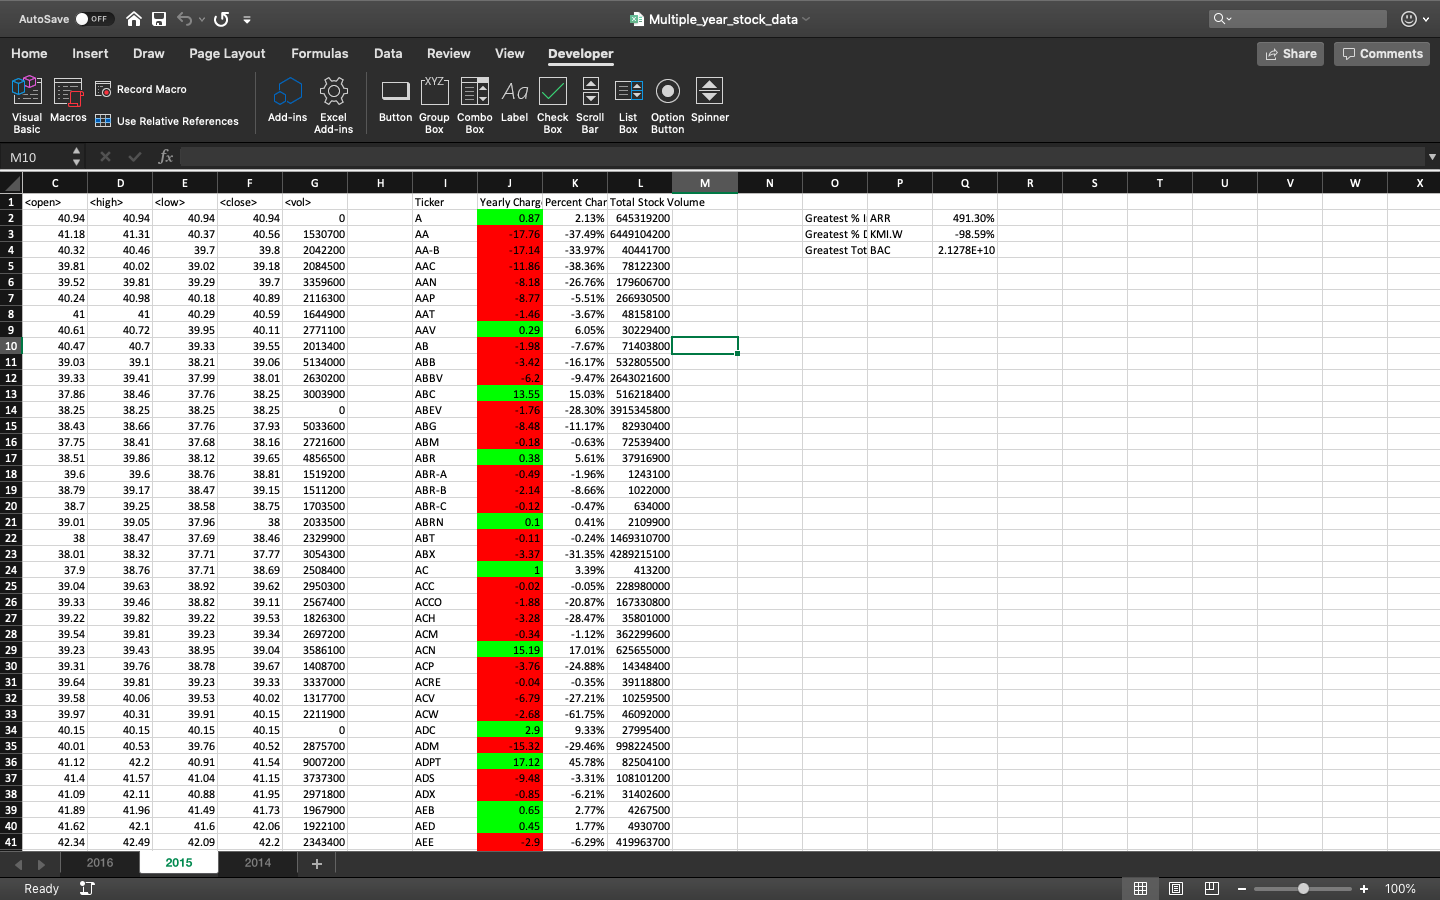 AutoSave OFF Multiple_year_stock_data
Home Insert Draw Page Layout Formulas Data Review View Developer Share Comments
Visual Basic Macros Record Macro Use Relative References Add-ins Excel Add-ins Button Group Box Combo Box Label Check Box Scroll Bar List Box Option Button Spinner
M10 fx
C D E F G H I J K L M N O P Q R S T U V W X
1 <open> <high> <low> <close> <vol> Ticker Yearly Chang Percent Chan Total Stock Volume
2 40.94 40.94 40.94 40.94 0 A 0.87 2.13% 645319200 Greatest % I ARR 491.30%
3 41.18 41.31 40.37 40.56 1530700 AA -17.76 -37.49% 6449104200 Greatest % D KMI.W -98.59%
4 40.32 40.46 39.7 39.8 2042200 AA-B -17.14 -33.97% 40441700 Greatest Tot BAC 2.1278E+10
5 39.81 40.02 39.02 39.18 2084500 AAC -11.86 -38.36% 78122300
6 39.52 39.81 39.29 39.7 3359600 AAN -8.18 -26.76% 179606700
7 40.24 40.98 40.18 40.89 2116300 AAP -8.77 -5.51% 266930500
8 41 41 40.29 40.59 1644900 AAT -1.46 -3.67% 48158100
9 40.61 40.72 39.95 40.11 2771100 AAV 0.29 6.05% 30229400
10 40.47 40.7 39.33 39.55 2013400 AB -1.98 -7.67% 71403800
11 39.03 39.1 38.21 39.06 5134000 ABB -3.42 -16.17% 532805500
12 39.33 39.41 37.99 38.01 2630200 ABBV -6.2 -9.47% 2643021600
13 37.86 38.46 37.76 38.25 3003900 ABC 13.55 15.03% 516218400
14 38.25 38.25 38.25 38.25 0 ABEV -1.76 -28.30% 3915345800
15 38.43 38.66 37.76 37.93 5033600 ABG -8.48 -11.17% 82930400
16 37.75 38.41 37.68 38.16 2721600 ABM -0.18 -0.63% 72539400
17 38.51 39.86 38.12 39.65 4856500 ABR 0.38 5.61% 37916900
18 39.6 39.6 38.76 38.81 1519200 ABR-A -0.49 -1.96% 1243100
19 38.79 39.17 38.47 39.15 1511200 ABR-B -2.14 -8.66% 1022000
20 38.7 39.25 38.58 38.75 1703500 ABR-C -0.12 -0.47% 634000
21 39.01 39.05 37.96 38 2033500 ABRN 0.1 0.41% 2109900
22 38 38.47 37.69 38.46 2329900 ABT -0.11 -0.24% 1469310700
23 38.01 38.32 37.71 37.77 3054300 ABX -3.37 -31.35% 4289215100
24 37.9 38.76 37.71 38.69 2508400 AC 1 3.39% 413200
25 39.04 39.63 38.92 39.62 2950300 ACC -0.02 -0.05% 228980000
26 39.33 39.46 38.82 39.11 2567400 ACCO -1.88 -20.87% 167330800
27 39.22 39.82 39.22 39.53 1826300 ACH -3.28 -28.47% 35801000
28 39.54 39.81 39.23 39.34 2697200 ACM -0.34 -1.12% 362299600
29 39.23 39.43 38.95 39.04 3586100 ACN 15.19 17.01% 625655000
30 39.31 39.76 38.78 39.67 1408700 ACP -3.76 -24.88% 14348400
31 39.64 39.81 39.23 39.33 3337000 ACRE -0.04 -0.35% 39118800
32 39.58 40.06 39.53 40.02 1317700 ACV -6.79 -27.21% 10259500
33 39.97 40.31 39.91 40.15 2211900 ACW -2.68 -61.75% 46092000
34 40.15 40.15 40.15 40.15 0 ADC 2.9 9.33% 27995400
35 40.01 40.53 39.76 40.52 2875700 ADM -15.32 -29.46% 998224500
36 41.12 42.2 40.91 41.54 9007200 ADPT 17.12 45.78% 82504100
37 41.4 41.57 41.04 41.15 3737300 ADS -9.48 -3.31% 108101200
38 41.09 42.11 40.88 41.95 2971800 ADX -0.85 -6.21% 31402600
39 41.89 41.96 41.49 41.73 1967900 AEB 0.65 2.77% 4267500
40 41.62 42.1 41.6 42.06 1922100 AED 0.45 1.77% 4930700
41 42.34 42.49 42.09 42.2 2343400 AEE -2.9 -6.29% 419963700
2016 2015 2014 +
Ready 100%